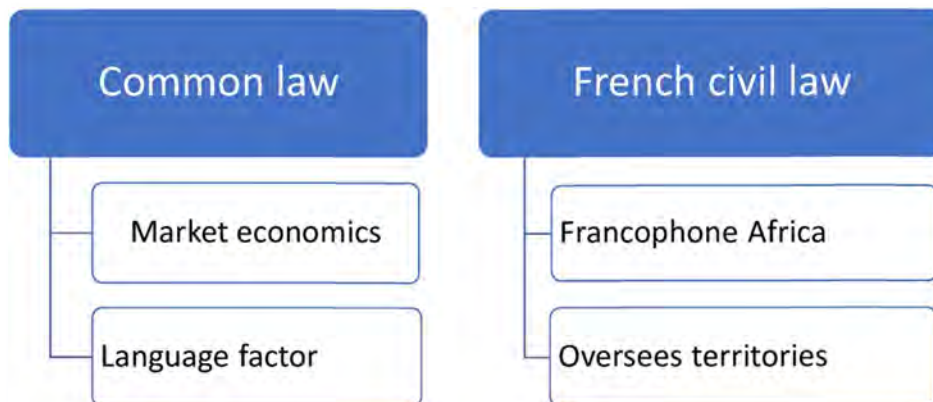 Common law
Market economics
Language factor
French civil law
Francophone Africa
Oversees territories